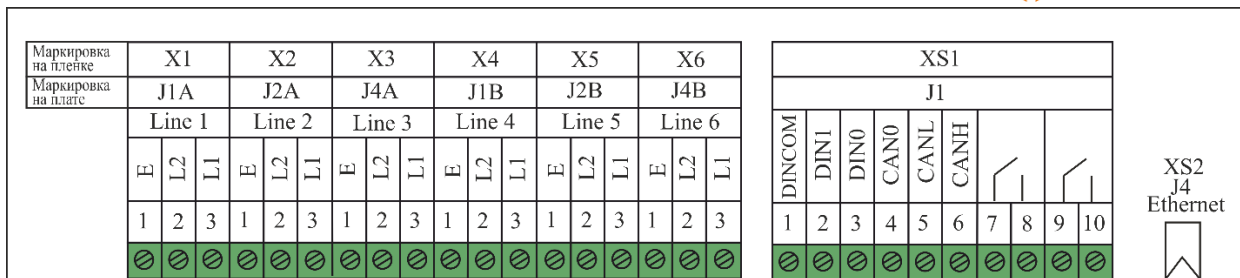 Маркировка на пленке X1 X2 X3 X4 X5 X6 XS1
Маркировка на плате J1A J2A J4A J1B J2B J4B J1
Line 1 Line 2 Line 3 Line 4 Line 5 Line 6
E L2 L1 E L2 L1 E L2 L1 E L2 L1 E L2 L1 E L2 L1 DINCOM DIN1 DIN0 CAN0 CANL CANH
1 2 3 1 2 3 1 2 3 1 2 3 1 2 3 1 2 3 1 2 3 4 5 6 7 8 9 10
XS2
J4
Ethernet